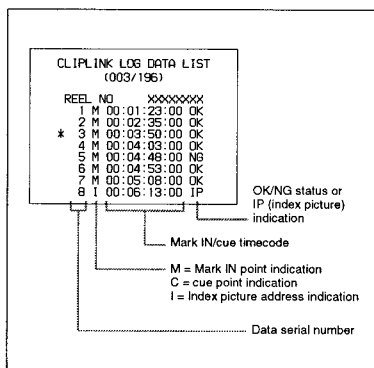 CLIPLINK LOG DATA LIST
(003/196)
REEL NO XXXXXXXX
1 M 00:01:23:00 OK
2 M 00:02:35:00 OK
* 3 M 00:03:50:00 OK
4 M 00:04:03:00 OK
5 M 00:04:48:00 NG
6 M 00:04:53:00 OK
7 M 00:05:08:00 OK
8 I 00:06:13:00 IP
OK/NG status or
IP (index picture)
indication
Mark IN/cue timecode
M = Mark IN point indication
C = cue point indication
I = Index picture address indication
Data serial number